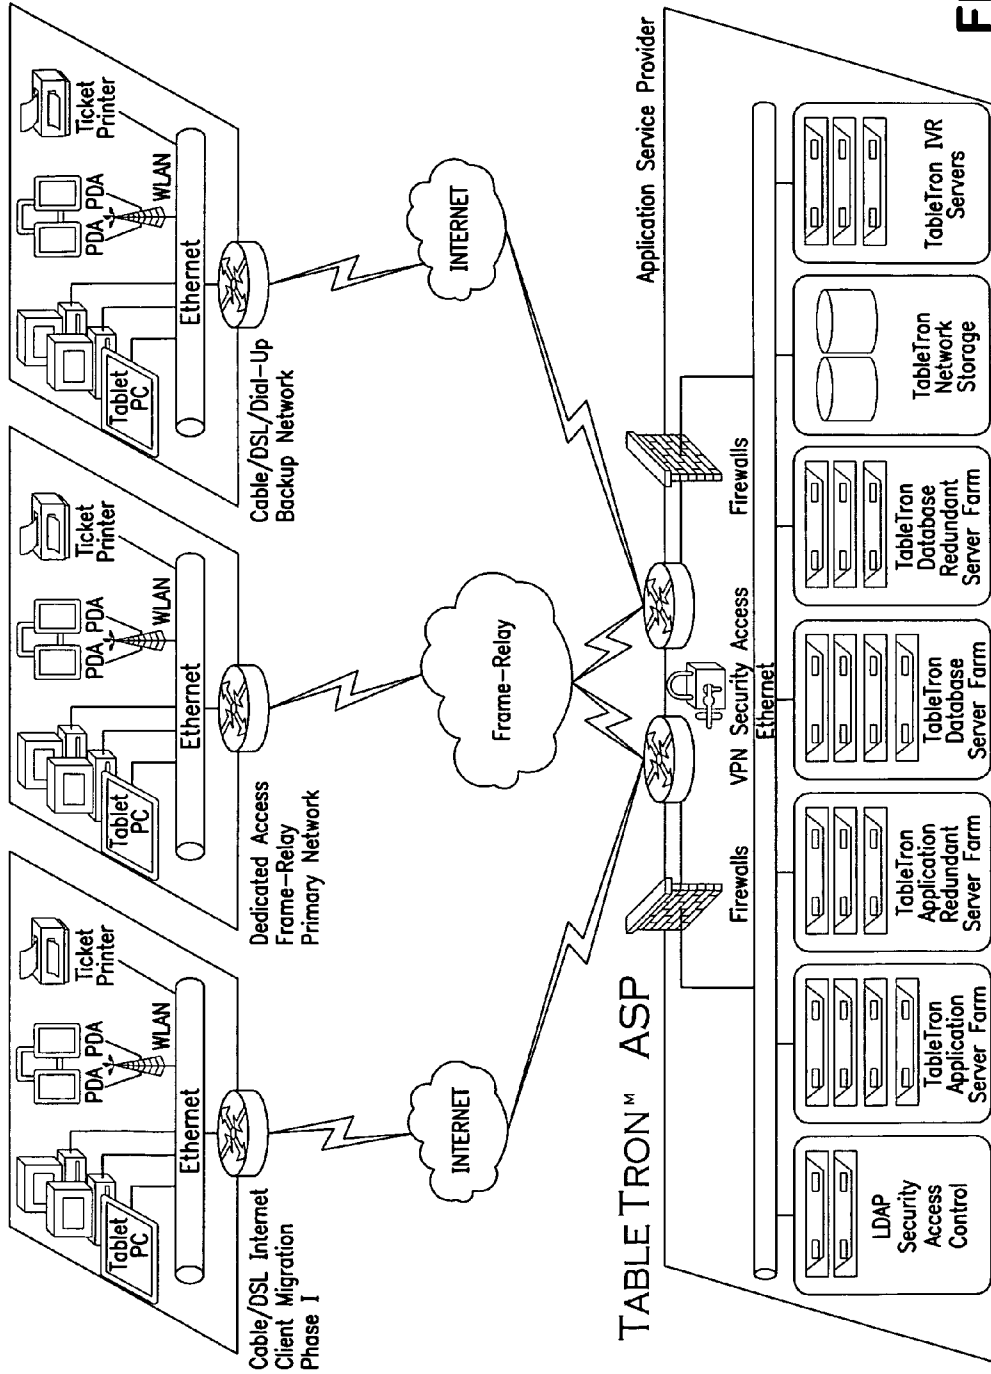 Tablet
PC
PDA
PDA
WLAN
Ticket
Printer
Ethernet
Cable/DSL Internet
Client Migration
Phase I
Tablet
PC
PDA
PDA
WLAN
Ticket
Printer
Ethernet
Dedicated Access
Frame-Relay
Primary Network
Tablet
PC
PDA
PDA
WLAN
Ticket
Printer
Ethernet
Cable/DSL/Dial-Up
Backup Network
INTERNET
Frame-Relay
INTERNET
TABLETRON™ ASP
Application Service Provider
Firewalls
VPN Security Access
Firewalls
Ethernet
LDAP
Security
Access
Control
TableTron
Application
Server Farm
TableTron
Application
Redundant
Server Farm
TableTron
Database
Server Farm
TableTron
Database
Redundant
Server Farm
TableTron
Network
Storage
TableTron IVR
Servers